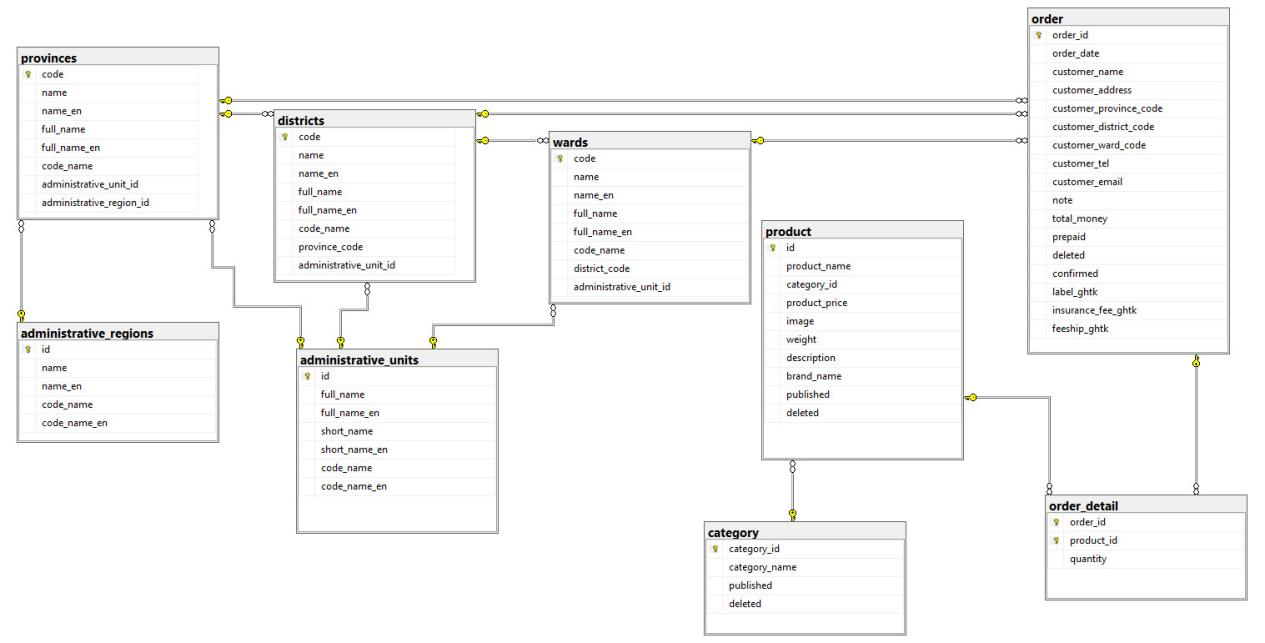 provinces
code
name
name_en
full_name
full_name_en
code_name
administrative_unit_id
administrative_region_id
districts
code
name
name_en
full_name
full_name_en
code_name
province_code
administrative_unit_id
wards
code
name
name_en
full_name
full_name_en
code_name
district_code
administrative_unit_id
order
order_id
order_date
customer_name
customer_address
customer_province_code
customer_district_code
customer_ward_code
customer_tel
customer_email
note
total_money
prepaid
deleted
confirmed
label_ghtk
insurance_fee_ghtk
feeship_ghtk
product
id
product_name
category_id
product_price
image
weight
description
brand_name
published
deleted
administrative_regions
id
name
name_en
code_name
code_name_en
administrative_units
id
full_name
full_name_en
short_name
short_name_en
code_name
code_name_en
category
category_id
category_name
published
deleted
order_detail
order_id
product_id
quantity